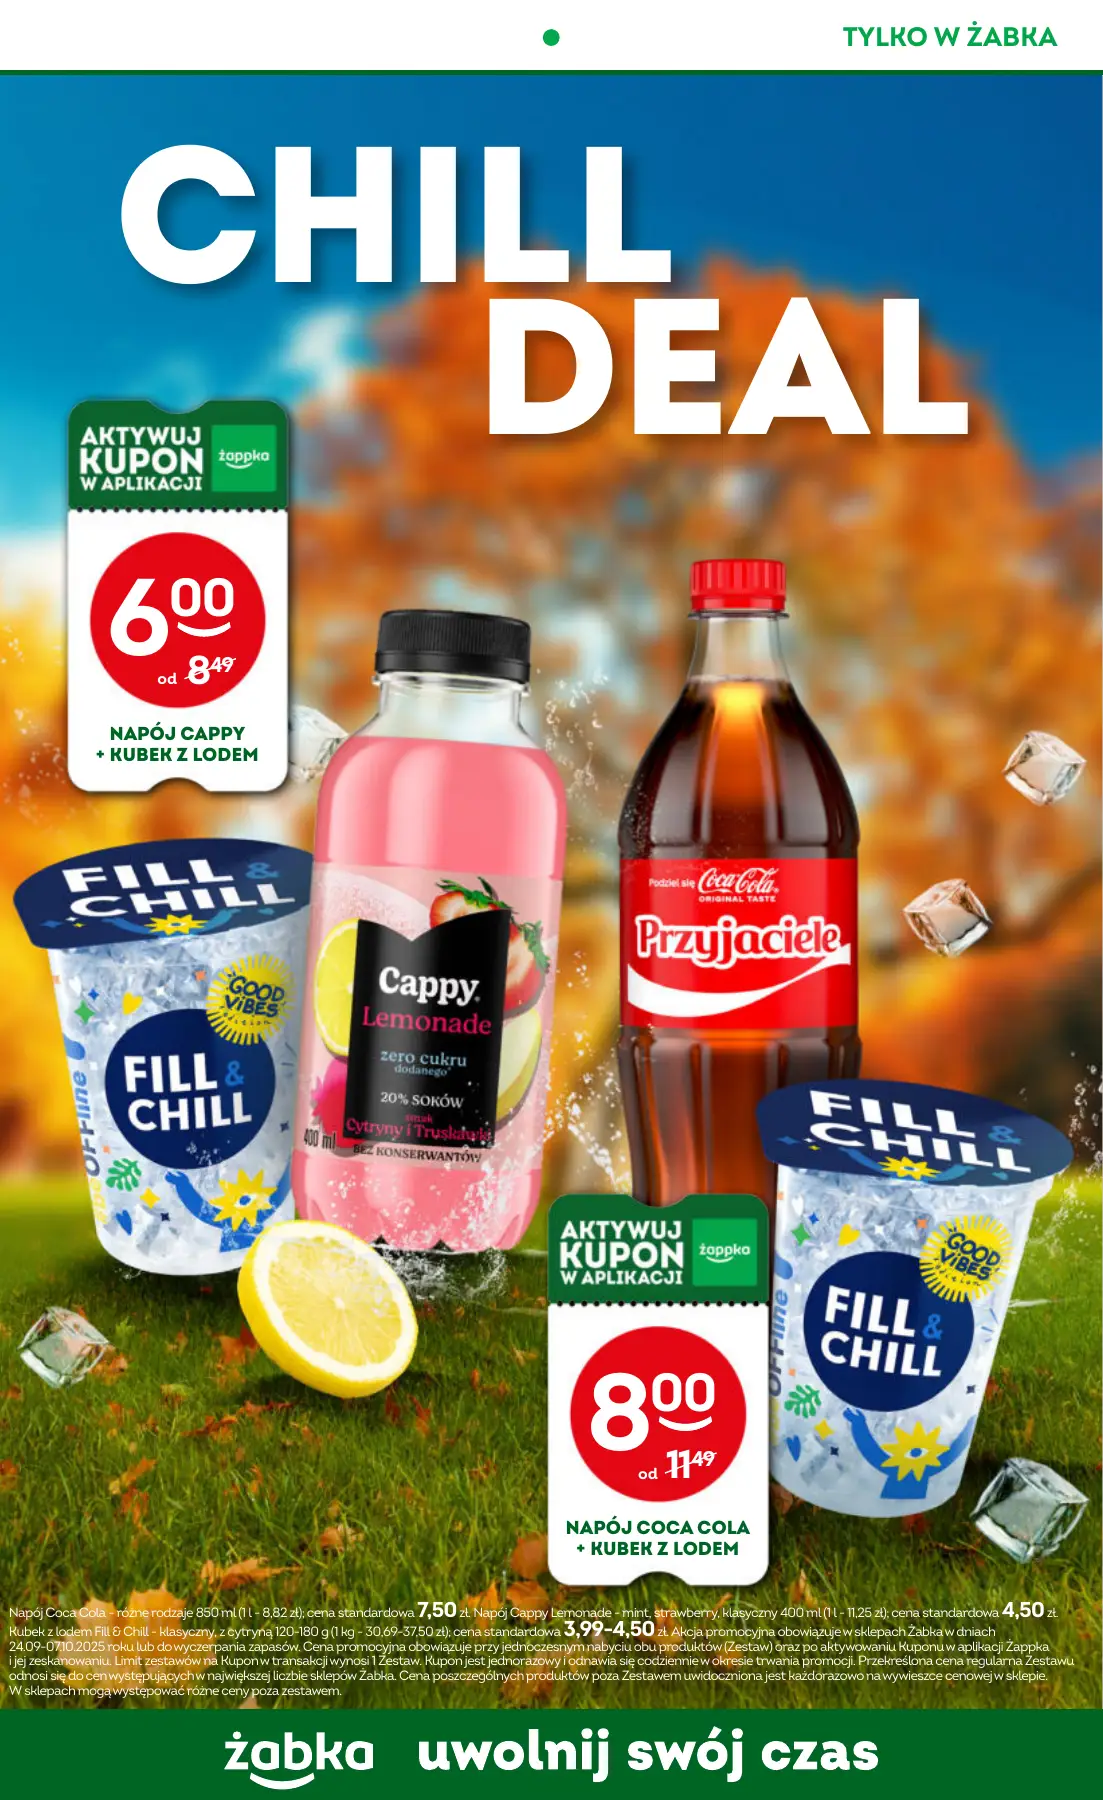 TYLKO W ŻABKA
CHILL
DEAL
AKTYWUJ
KUPON
W APLIKACJI
żappka
6 00
od 8 49
NAPÓJ CAPPY
+ KUBEK Z LODEM
FILL &
CHILL
GOOD
VIBES
edition
FILL &
CHILL
OFFline
Cappy
Lemonade
zero cukru
dodanego*
20% SOKÓW
smak
Cytryny i Truskawki
BEZ KONSERWANTÓW
400 ml
Podziel się Coca-Cola
ORIGINAL TASTE
Przyjaciele
AKTYWUJ
KUPON
W APLIKACJI
żappka
8 00
od 11 49
NAPÓJ COCA COLA
+ KUBEK Z LODEM
FILL &
CHILL
GOOD
VIBES
edition
FILL &
CHILL
OFFline
Napój Coca Cola - różne rodzaje 850 ml (1 l - 8,82 zł); cena standardowa 7,50 zł. Napój Cappy Lemonade - mint, strawberry, klasyczny 400 ml (1 l - 11,25 zł); cena standardowa 4,50 zł.
Kubek z lodem Fill & Chill - klasyczny, z cytryną 120-180 g (1 kg - 30,69-37,50 zł); cena standardowa 3,99-4,50 zł. Akcja promocyjna obowiązuje w sklepach Żabka w dniach
24.09-07.10.2025 roku lub do wyczerpania zapasów. Cena promocyjna obowiązuje przy jednoczesnym nabyciu obu produktów (Zestaw) oraz po aktywowaniu Kuponu w aplikacji Żappka
i jej zeskanowaniu. Limit zestawów na Kupon w transakcji wynosi 1 Zestaw. Kupon jest jednorazowy i odnawia się codziennie w okresie trwania promocji. Przekreślona cena regularna Zestawu
odnosi się do cen występujących w największej liczbie sklepów Żabka. Cena poszczególnych produktów poza Zestawem uwidoczniona jest każdorazowo na wywieszce cenowej w sklepie.
W sklepach mogą występować różne ceny poza zestawem.
żabka uwolnij swój czas